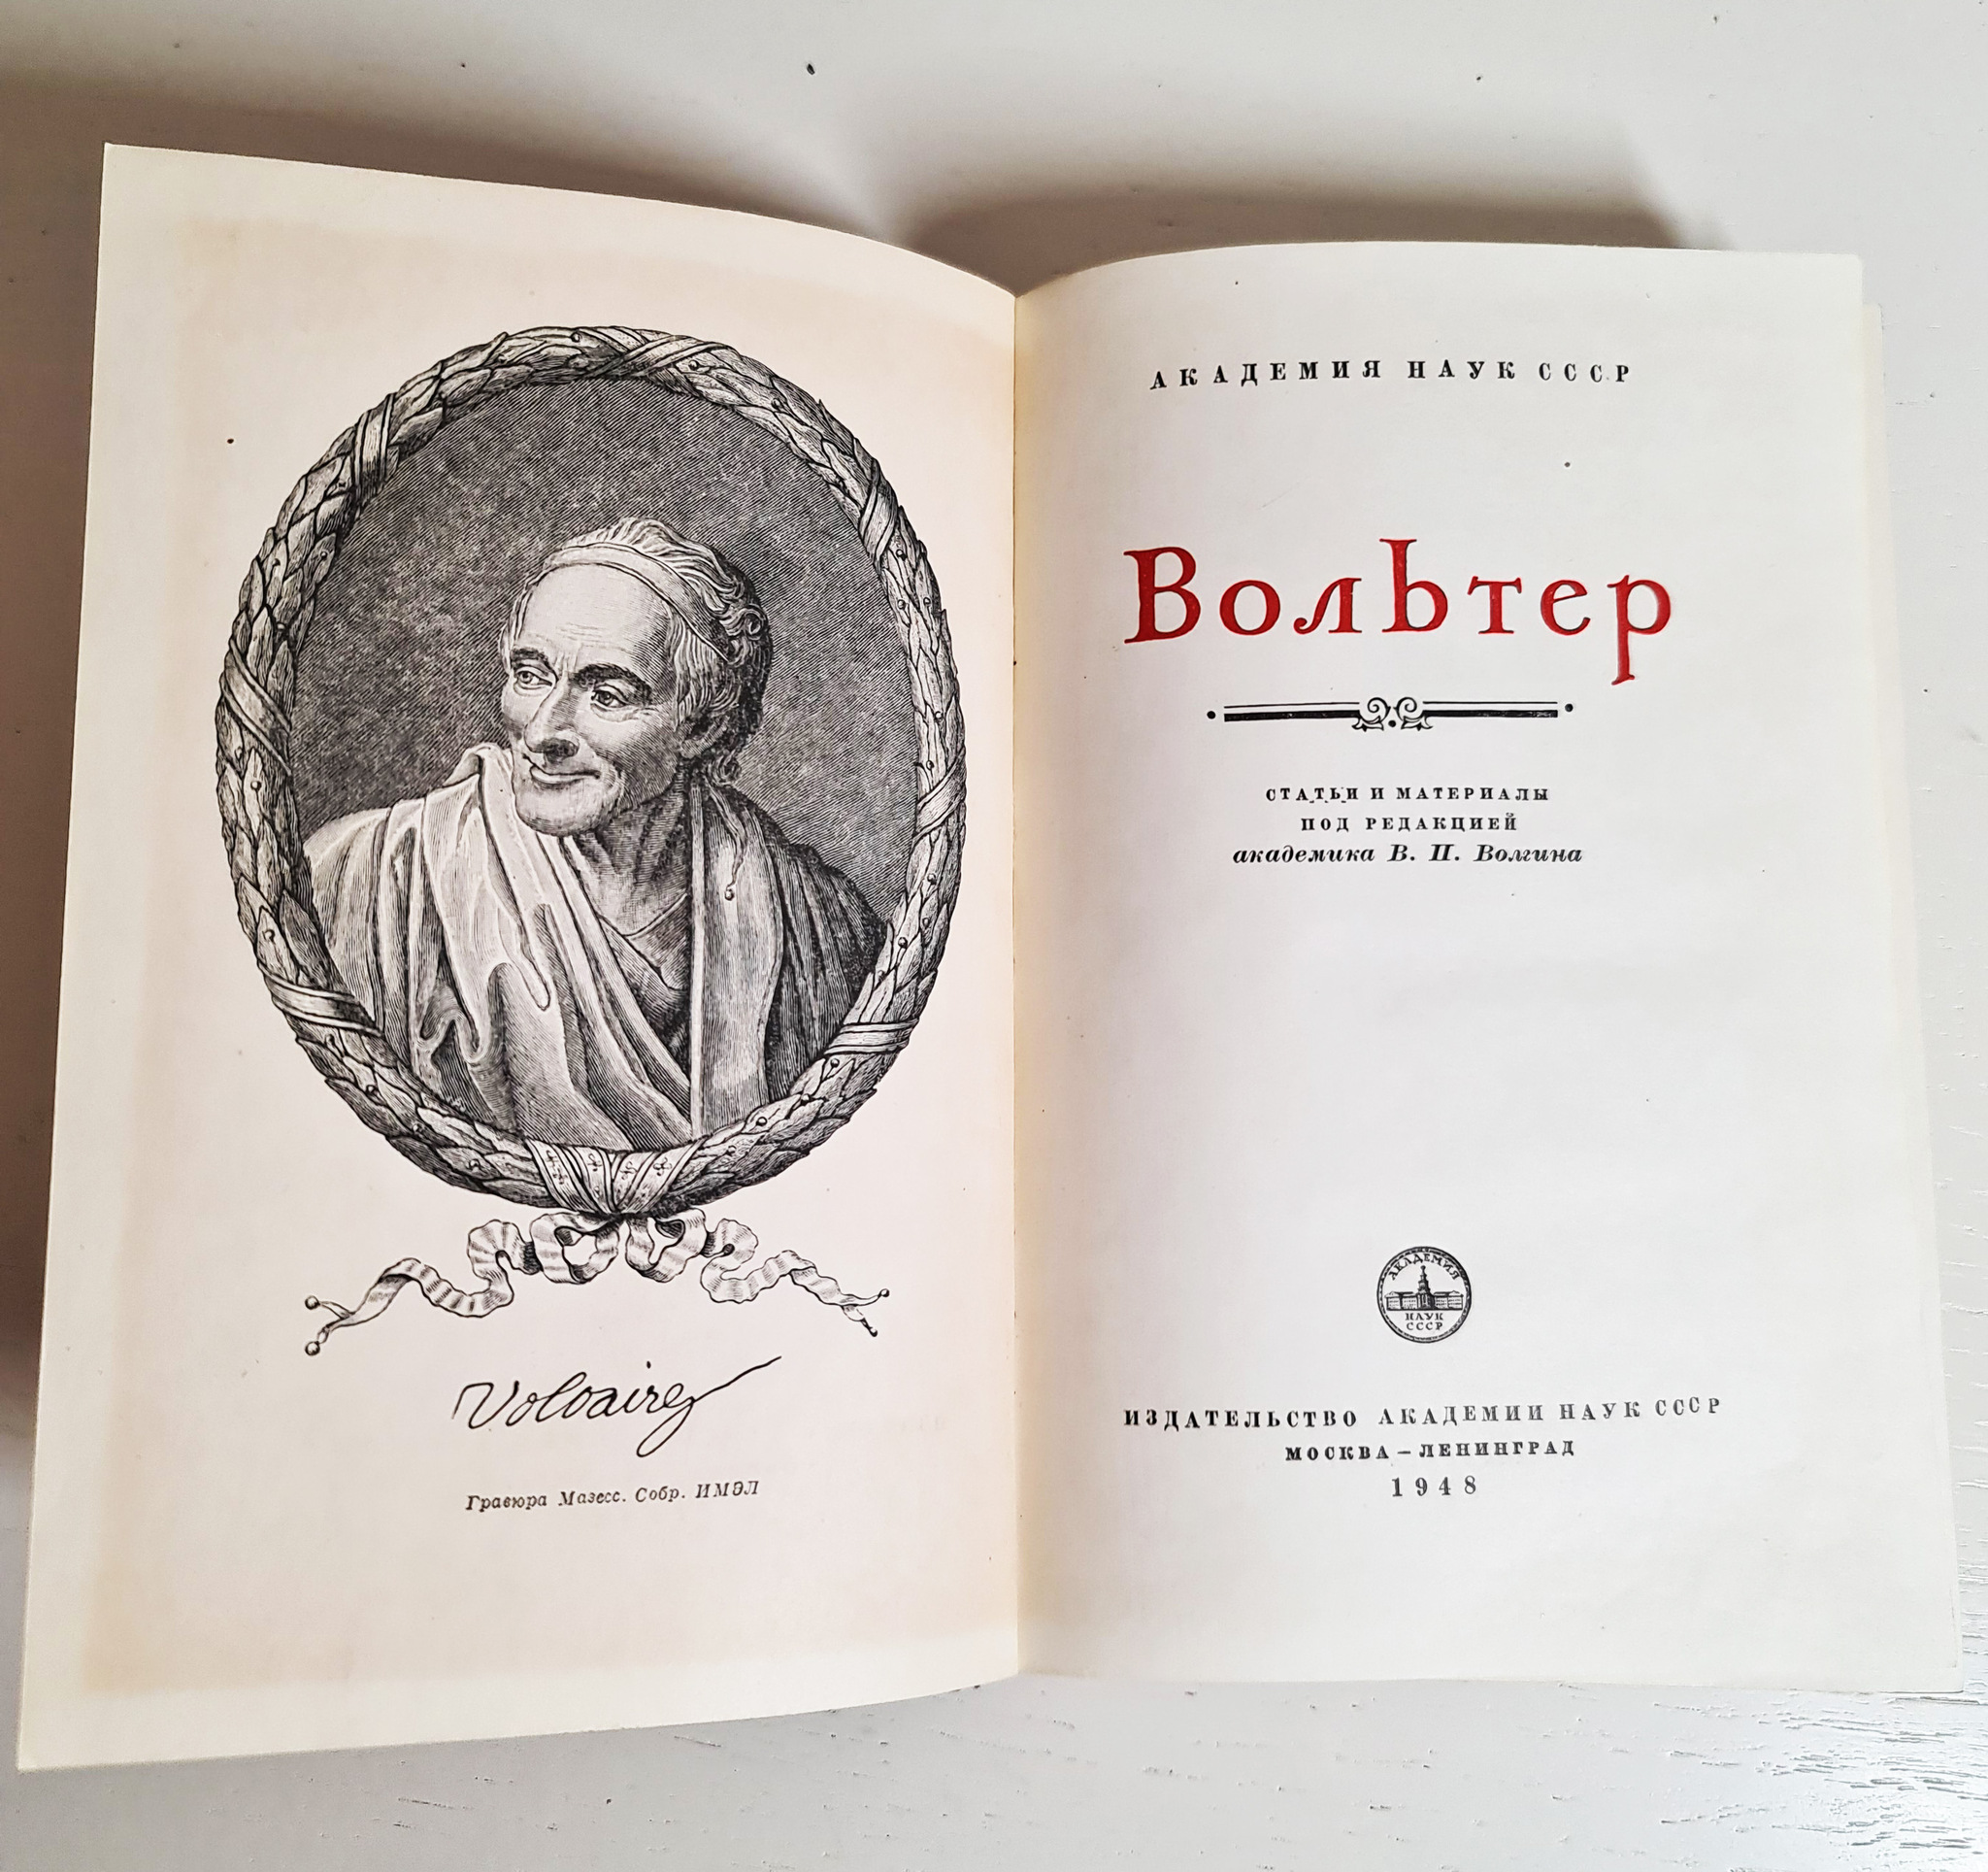 Voltaire
Гравюра Мазесс. Собр. ИМЭЛ
АКАДЕМИЯ НАУК СССР
Вольтер
СТАТЬИ И МАТЕРИАЛЫ
ПОД РЕДАКЦИЕЙ
академика В. П. Волгина
АКАДЕМИЯ
НАУК
СССР
ИЗДАТЕЛЬСТВО АКАДЕМИИ НАУК СССР
МОСКВА — ЛЕНИНГРАД
1948